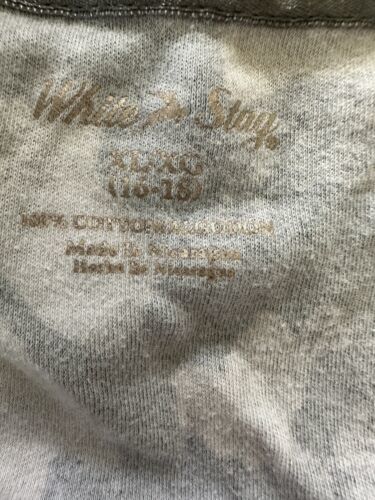 White Stag
XL/XG
(16-18)
100% COTTON/ALGODON
Made In Nicaragua
Hecho En Nicaragua